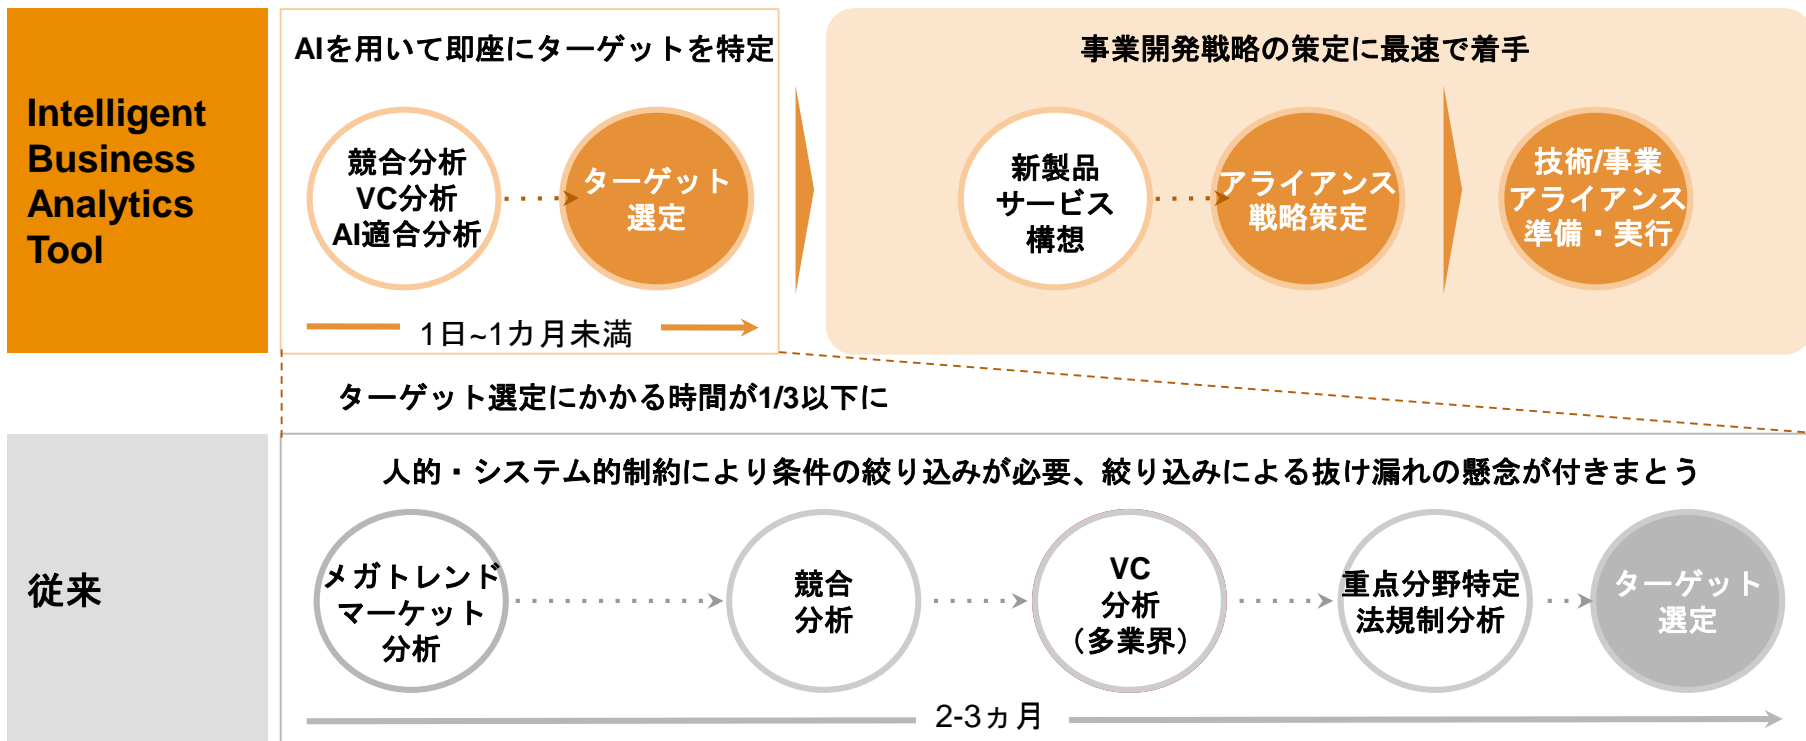 Intelligent
Business
Analytics
Tool
AIを用いて即座にターゲットを特定
競合分析
VC分析
AI適合分析
ターゲット
選定
1日~1カ月未満
事業開発戦略の策定に最速で着手
新製品
サービス
構想
アライアンス
戦略策定
技術/事業
アライアンス
準備・実行
ターゲット選定にかかる時間が1/3以下に
従来
人的・システム的制約により条件の絞り込みが必要、絞り込みによる抜け漏れの懸念が付きまとう
メガトレンド
マーケット
分析
競合
分析
VC
分析
（多業界）
重点分野特定
法規制分析
ターゲット
選定
2-3ヵ月